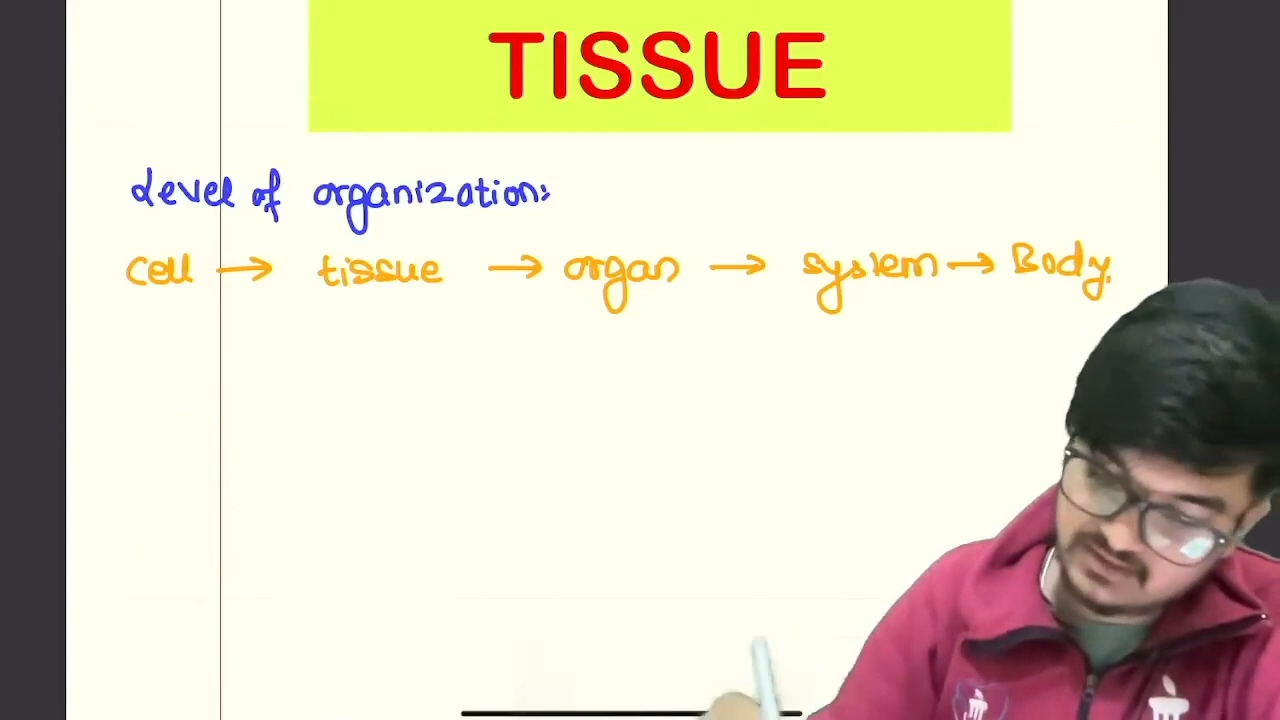 TISSUE
Level of organization:
cell → tissue → organ → system → Body.